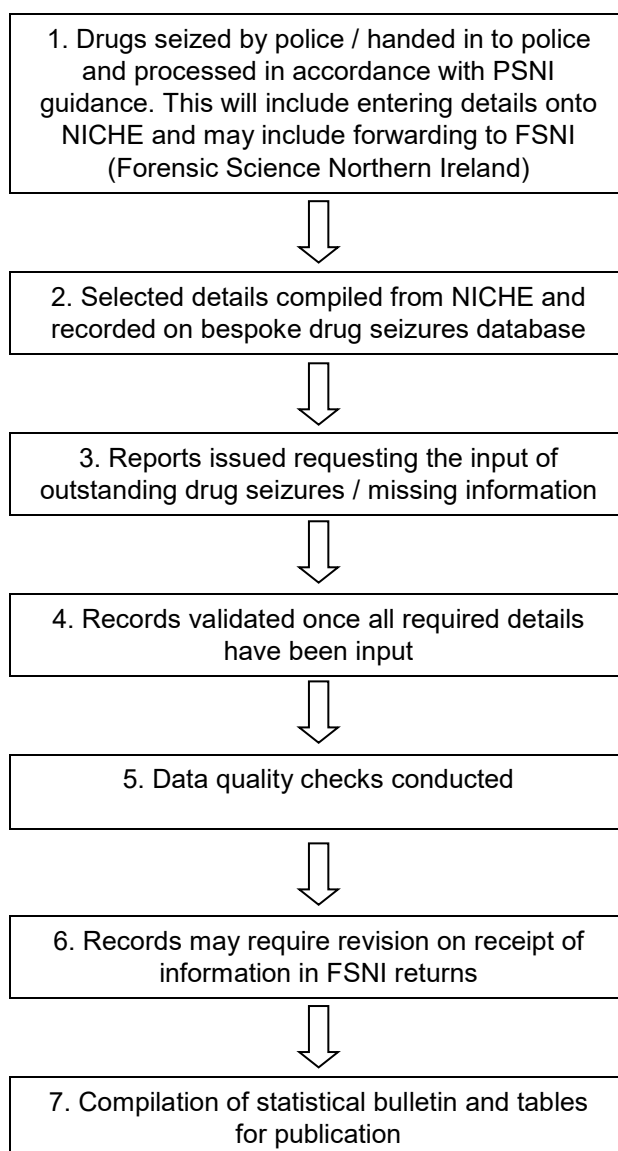 1. Drugs seized by police / handed in to police
and processed in accordance with PSNI
guidance. This will include entering details onto
NICHE and may include forwarding to FSNI
(Forensic Science Northern Ireland)
2. Selected details compiled from NICHE and
recorded on bespoke drug seizures database
3. Reports issued requesting the input of
outstanding drug seizures / missing information
4. Records validated once all required details
have been input
5. Data quality checks conducted
6. Records may require revision on receipt of
information in FSNI returns
7. Compilation of statistical bulletin and tables
for publication